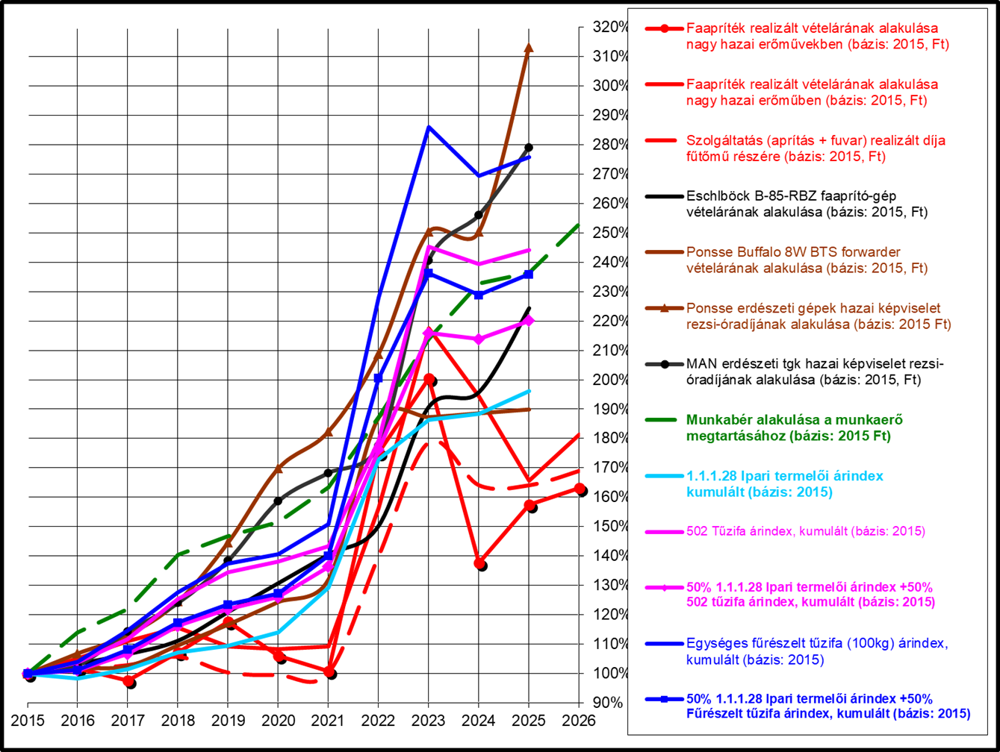 320%
310%
300%
290%
280%
270%
260%
250%
240%
230%
220%
210%
200%
190%
180%
170%
160%
150%
140%
130%
120%
110%
100%
90%
2015 2016 2017 2018 2019 2020 2021 2022 2023 2024 2025 2026
Faapríték realizált vételárának alakulása
nagy hazai erőművekben (bázis: 2015, Ft)
Faapríték realizált vételárának alakulása
nagy hazai erőműben (bázis: 2015, Ft)
Szolgáltatás (aprítás + fuvar) realizált díja
fűtőmű részére (bázis: 2015, Ft)
Eschlböck B-85-RBZ faaprító-gép
vételárának alakulása (bázis: 2015, Ft)
Ponsse Buffalo 8W BTS forwarder
vételárának alakulása (bázis: 2015, Ft)
Ponsse erdészeti gépek hazai képviselet
rezsi-óradíjának alakulása (bázis: 2015 Ft)
MAN erdészeti tgk hazai képviselet rezsi-
óradíjának alakulása (bázis: 2015, Ft)
Munkabér alakulása a munkaerő
megtartásához (bázis: 2015 Ft)
1.1.1.28 Ipari termelői árindex
kumulált (bázis: 2015)
502 Tűzifa árindex, kumulált (bázis: 2015)
50% 1.1.1.28 Ipari termelői árindex +50%
502 tűzifa árindex, kumulált (bázis: 2015)
Egységes fűrészelt tűzifa (100kg) árindex,
kumulált (bázis: 2015)
50% 1.1.1.28 Ipari termelői árindex +50%
Fűrészelt tűzifa árindex, kumulált (bázis: 2015)